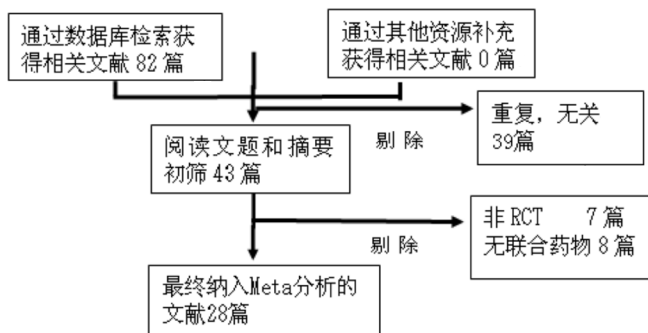 通过数据库检索获
得相关文献 82 篇
通过其他资源补充
获得相关文献 0 篇
剔 除
重复，无关
39篇
阅读文题和摘要
初筛 43 篇
剔 除
非 RCT 7 篇
无联合药物 8 篇
最终纳入Meta分析的
文献28篇